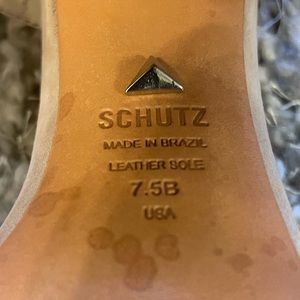 SCHUTZ
MADE IN BRAZIL
LEATHER SOLE
7.5B
USA